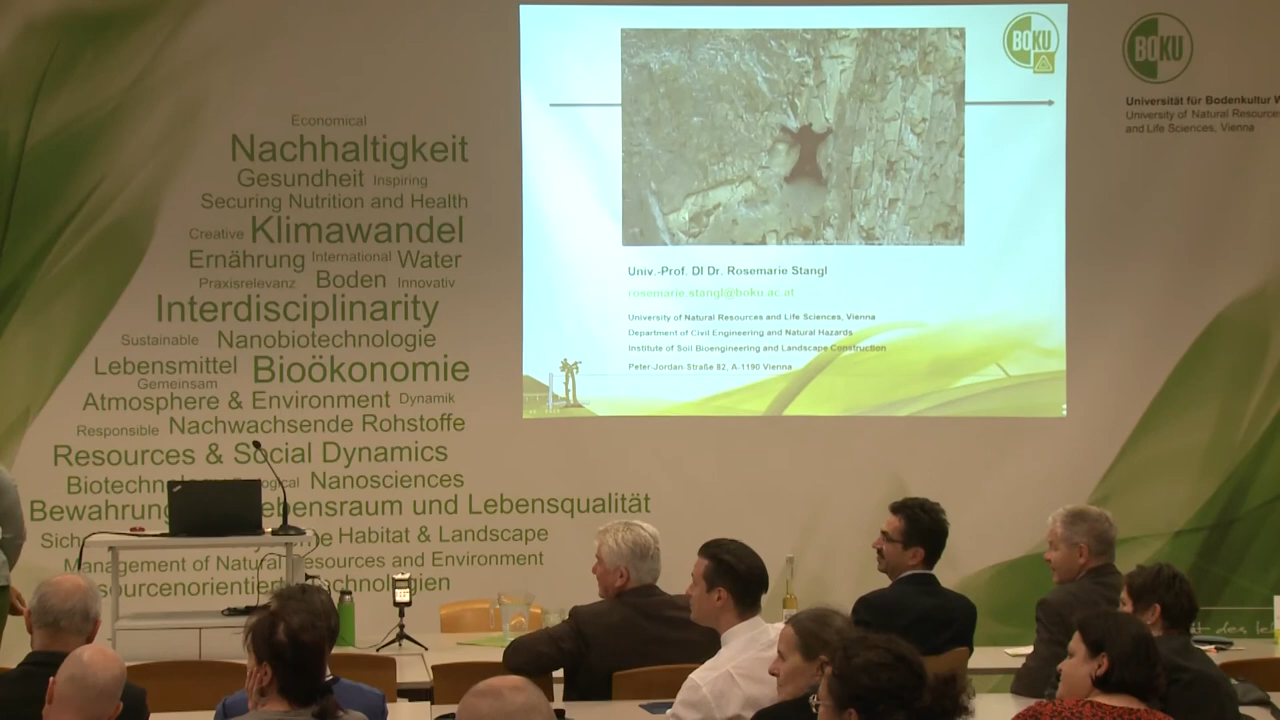 Economical
Nachhaltigkeit
Gesundheit Inspiring
Securing Nutrition and Health
Creative Klimawandel
Ernährung International Water
Praxisrelevanz Boden Innovativ
Interdisciplinarity
Sustainable Nanobiotechnologie
Lebensmittel Bioökonomie
Gemeinsam
Atmosphere & Environment Dynamik
Responsible Nachwachsende Rohstoffe
Resources & Social Dynamics
Nanosciences
Bewahrung ebensraum und Lebensqualität
Habitat & Landscape
Management of Natural Resources and Environment
BOKU
Univ.-Prof. DI Dr. Rosemarie Stangl
rosemarie.stangl@boku.ac.at
University of Natural Resources and Life Sciences, Vienna
Department of Civil Engineering and Natural Hazards
Institute of Soil Bioengineering and Landscape Construction
Peter-Jordan-Straße 82, A-1190 Vienna
BOKU
Universität für Bodenkultur W
University of Natural Resources
and Life Sciences, Vienna